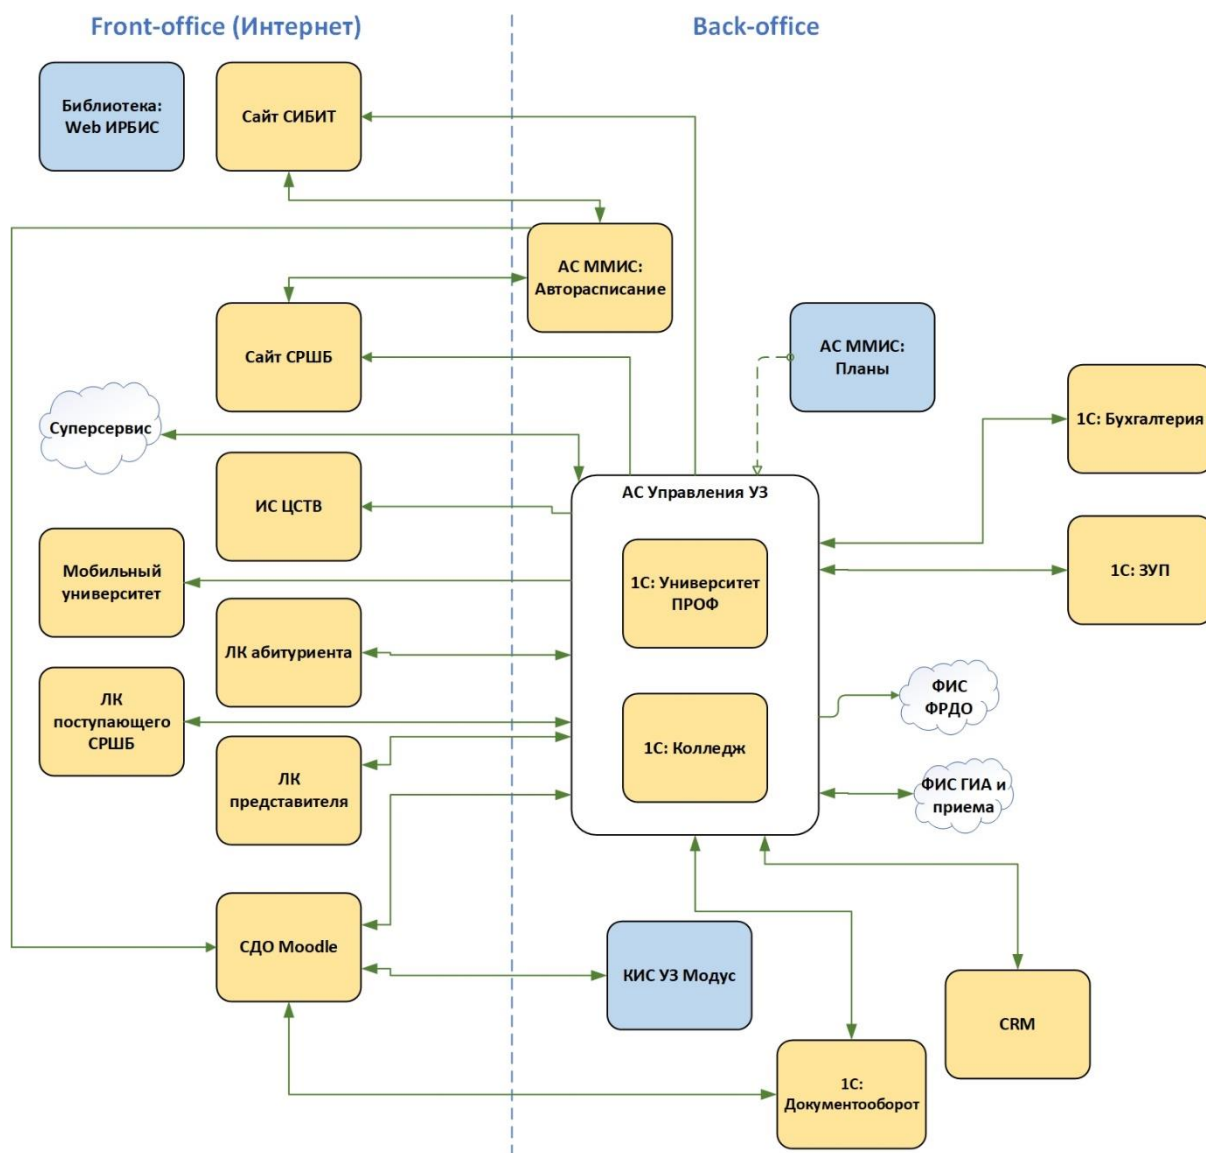 Front-office (Интернет)
Back-office
Библиотека:
Web ИРБИС
Сайт СИБИТ
АС ММИС:
Авторасписание
Сайт СРШБ
АС ММИС:
Планы
1С: Бухгалтерия
Суперсервис
ИС ЦСТВ
АС Управления УЗ
Мобильный
университет
1С: Университет
ПРОФ
1С: ЗУП
ЛК абитуриента
ЛК
поступающего
СРШБ
ФИС
ФРДО
1С: Колледж
ЛК
представителя
ФИС ГИА и
приема
СДО Moodle
КИС УЗ Модус
CRM
1С:
Документооборот